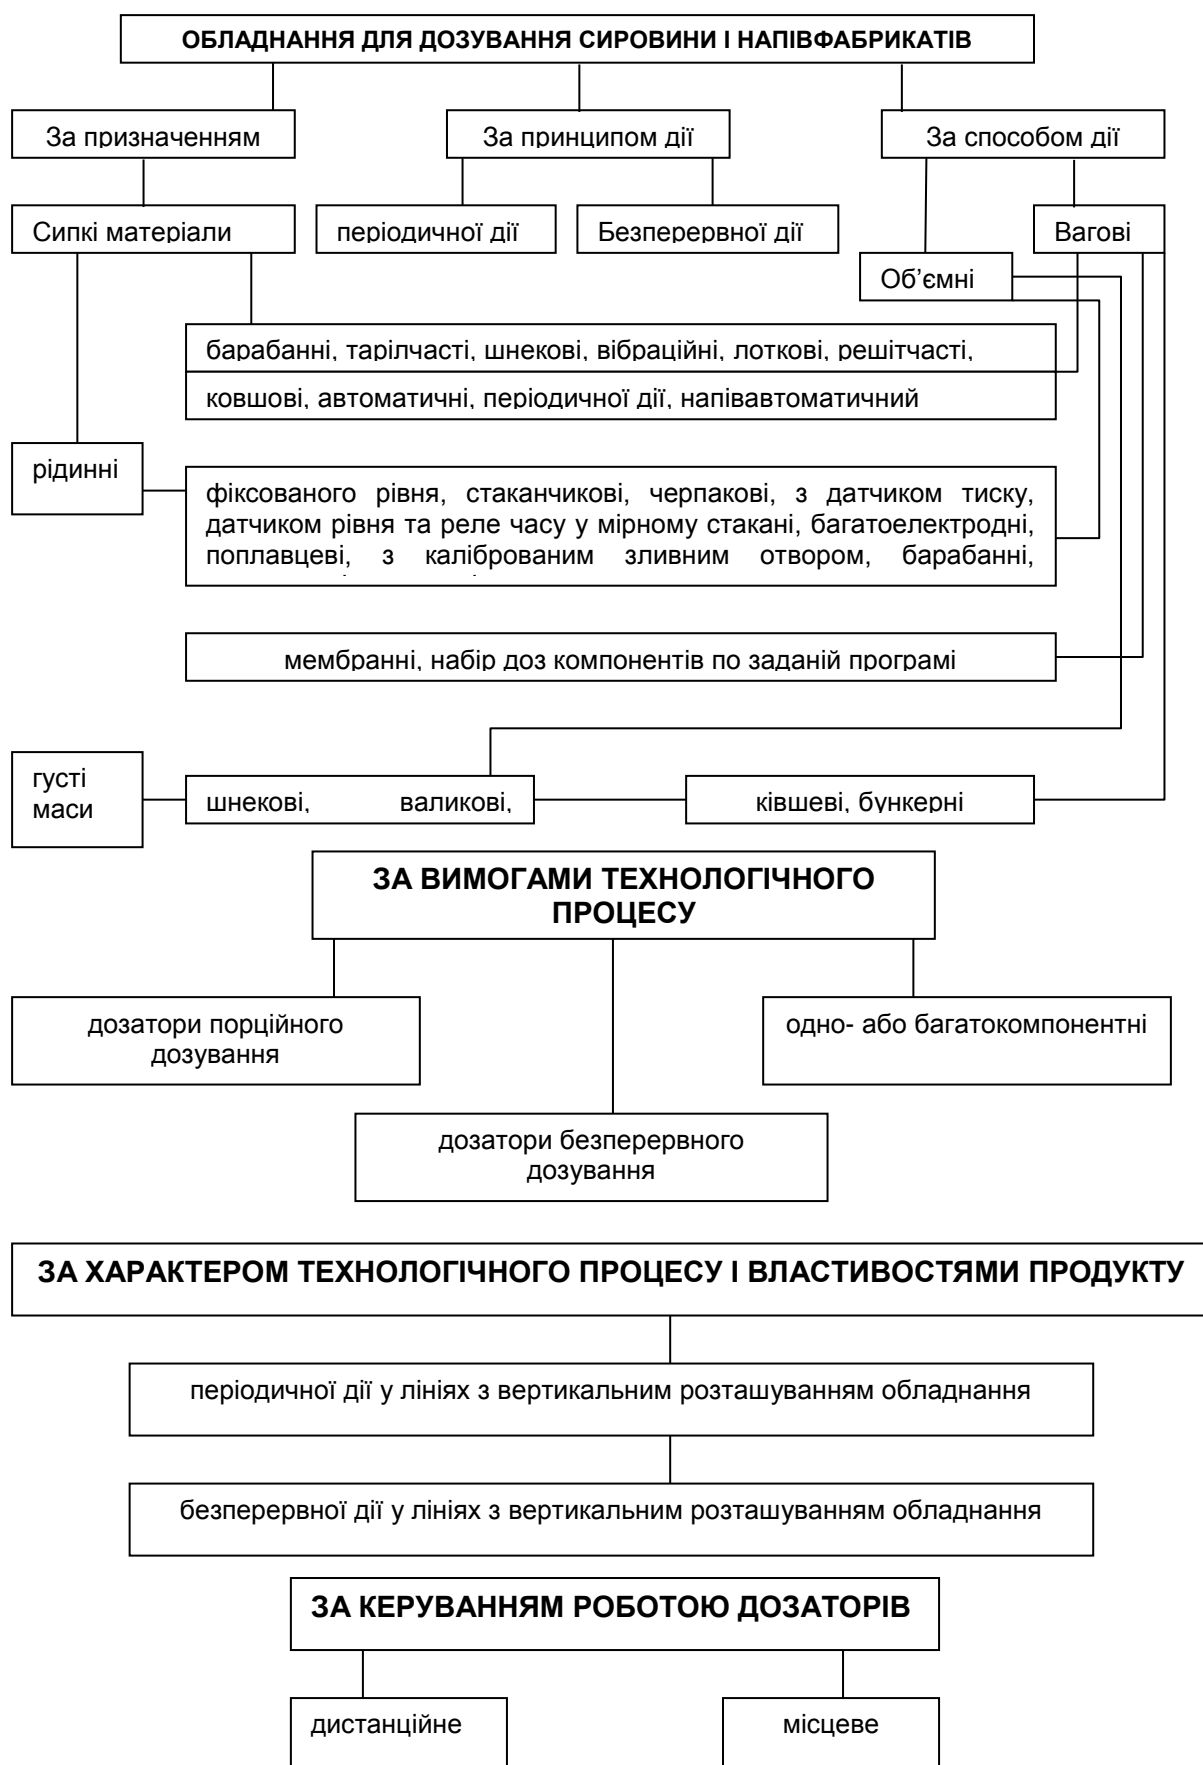 ОБЛАДНАННЯ ДЛЯ ДОЗУВАННЯ СИРОВИНИ І НАПІВФАБРИКАТІВ
За призначенням
За принципом дії
За способом дії
Сипкі матеріали
періодичної дії
Безперервної дії
Вагові
Об’ємні
барабанні, тарілчасті, шнекові, вібраційні, лоткові, решітчасті,
ковшові, автоматичні, періодичної дії, напівавтоматичний
рідинні
фіксованого рівня, стаканчикові, черпакові, з датчиком тиску,
датчиком рівня та реле часу у мірному стакані, багатоелектродні,
поплавцеві, з каліброваним зливним отвором, барабанні,
мембранні, набір доз компонентів по заданій програмі
густі
маси
шнекові, валикові,
ківшеві, бункерні
ЗА ВИМОГАМИ ТЕХНОЛОГІЧНОГО
ПРОЦЕСУ
дозатори порційного
дозування
одно- або багатокомпонентні
дозатори безперервного
дозування
ЗА ХАРАКТЕРОМ ТЕХНОЛОГІЧНОГО ПРОЦЕСУ І ВЛАСТИВОСТЯМИ ПРОДУКТУ
періодичної дії у лініях з вертикальним розташуванням обладнання
безперервної дії у лініях з вертикальним розташуванням обладнання
ЗА КЕРУВАННЯМ РОБОТОЮ ДОЗАТОРІВ
дистанційне
місцеве